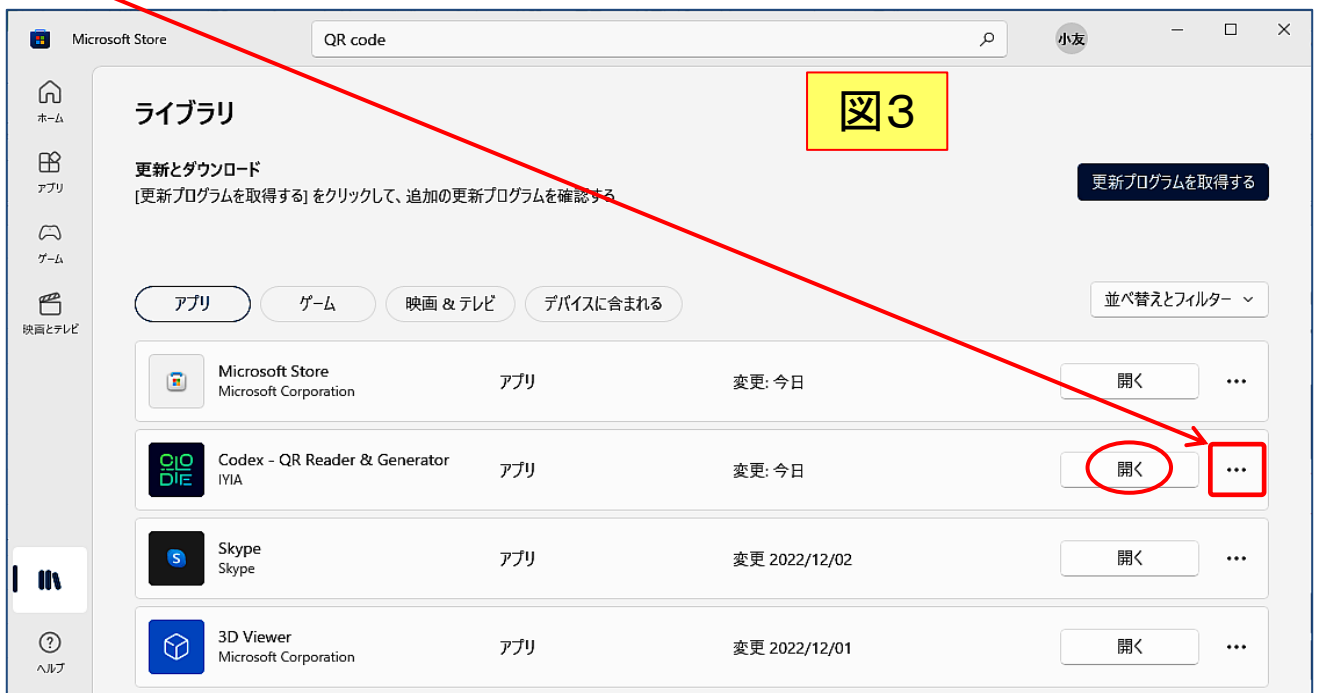 Microsoft Store
QR code
小友
ホーム
アプリ
ゲーム
映画とテレビ
ヘルプ
ライブラリ
図3
更新とダウンロード
[更新プログラムを取得する] をクリックして、追加の更新プログラムを確認する
更新プログラムを取得する
アプリ ゲーム 映画 & テレビ デバイスに含まれる
並べ替えとフィルター
Microsoft Store
Microsoft Corporation
アプリ 変更: 今日 開く ...
Codex - QR Reader & Generator
IYIA
アプリ 変更: 今日 開く ...
Skype
Skype
アプリ 変更 2022/12/02 開く ...
3D Viewer
Microsoft Corporation
アプリ 変更 2022/12/01 開く ...